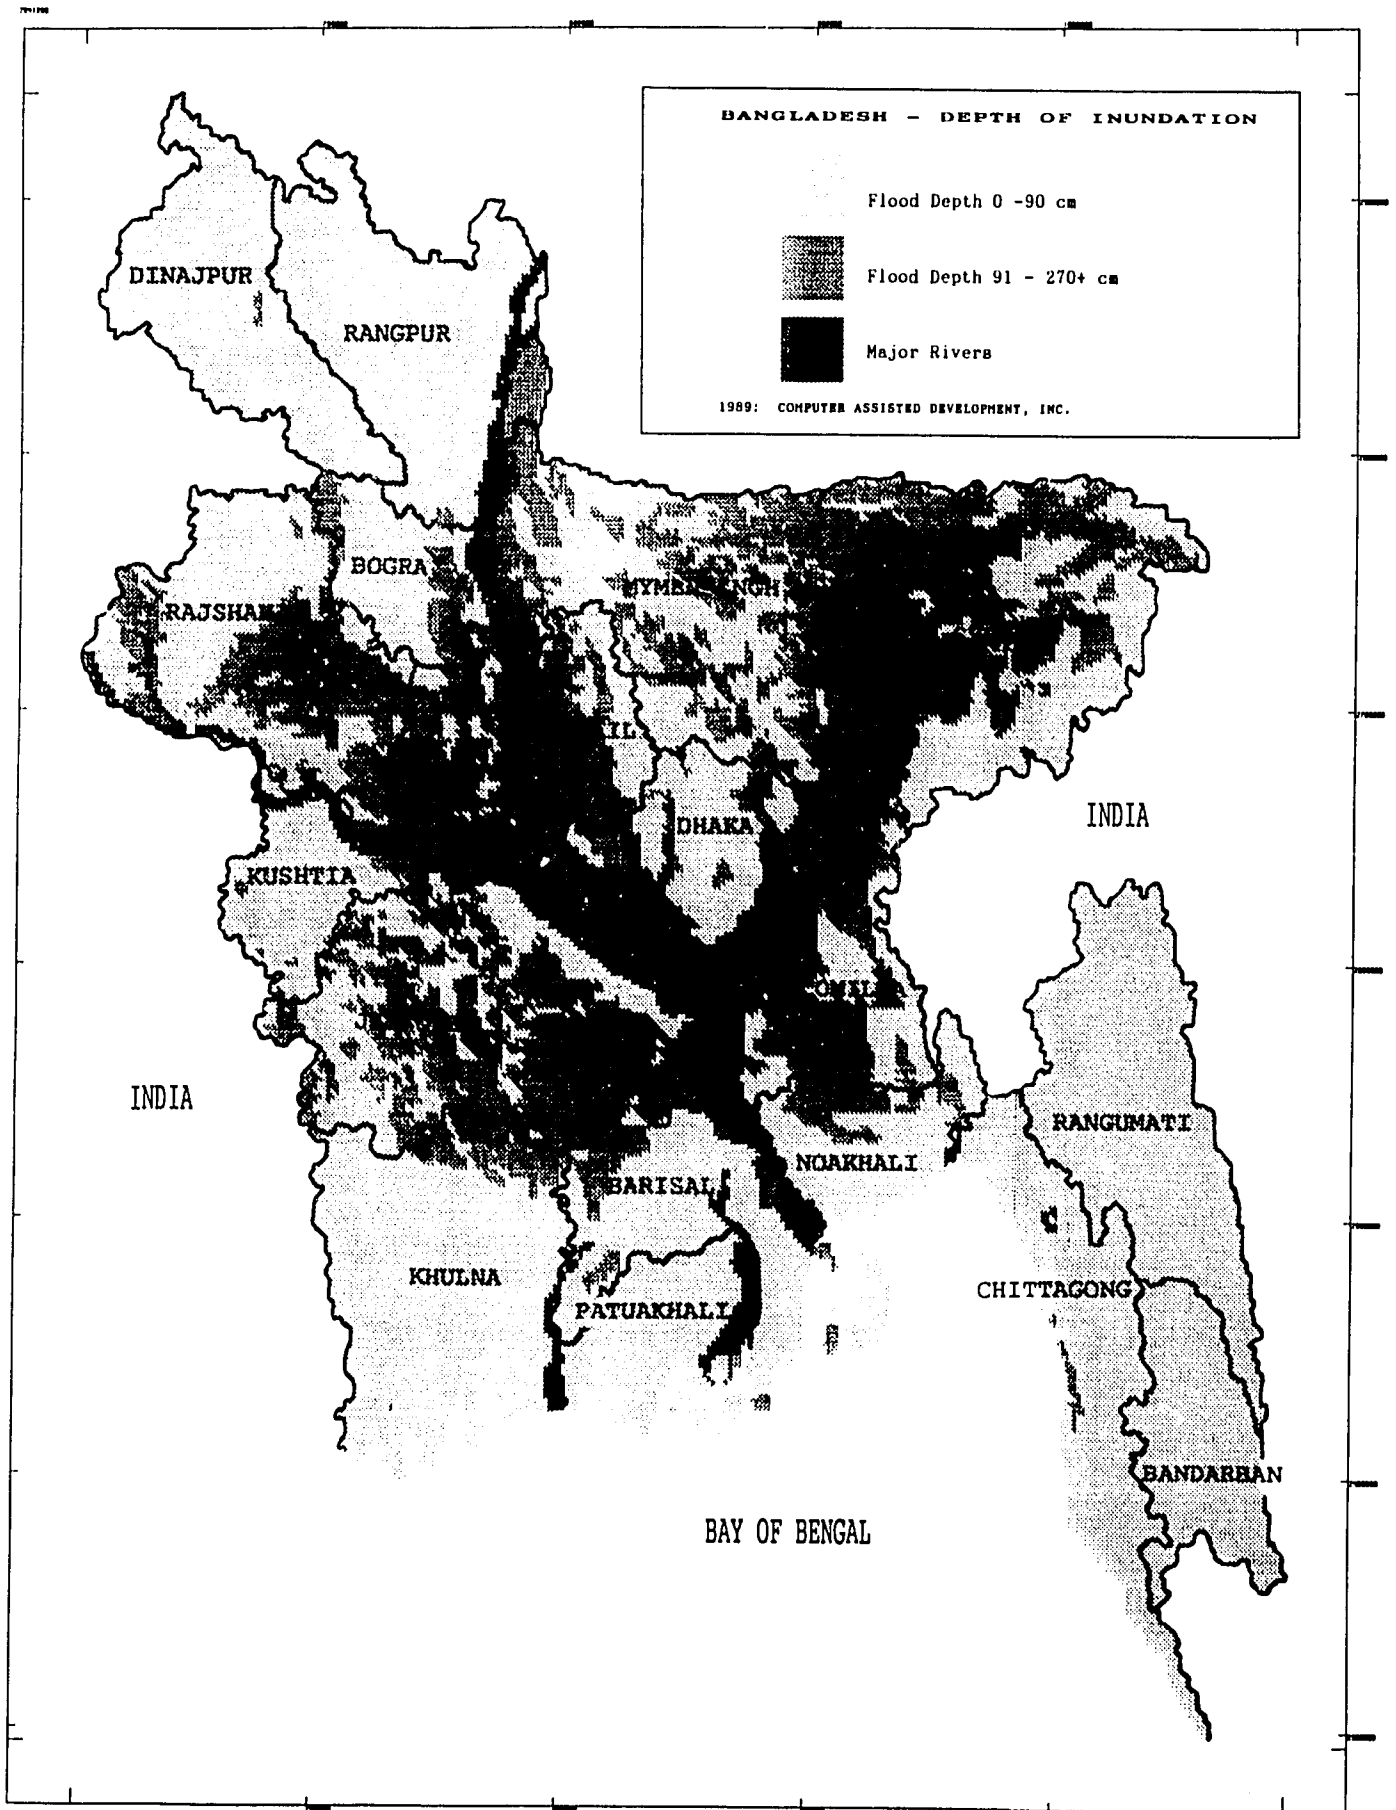 BANGLADESH - DEPTH OF INUNDATION
Flood Depth 0 -90 cm
Flood Depth 91 - 270+ cm
Major Rivers
1989: COMPUTER ASSISTED DEVELOPMENT, INC.
DINAJPUR
RANGPUR
BOGRA
RAJSHAH
IL
DHAKA
INDIA
KUSHTIA
INDIA
RANGUMATI
NOAKHALI
BARISAL
KHULNA
CHITTAGONG
PATUAKHALI
BANDARBAN
BAY OF BENGAL